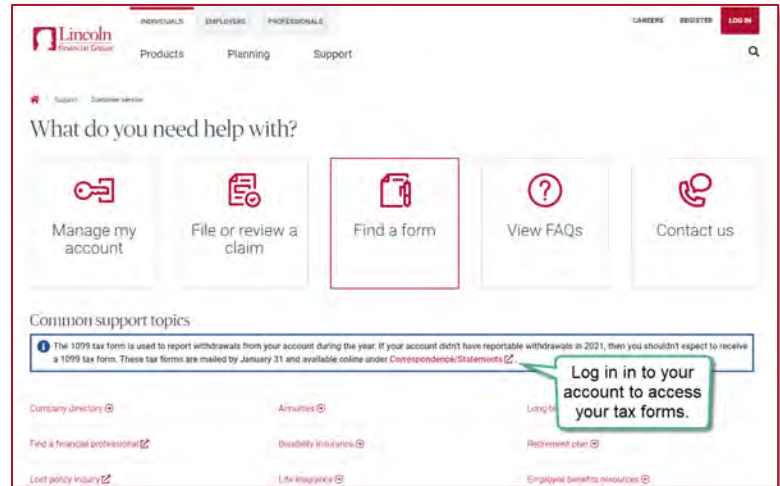 INDIVIDUALS EMPLOYERS PROFESSIONALS
CAREERS REGISTER LOG IN
Lincoln
Financial Group
Products Planning Support
Support Customer service
What do you need help with?
Manage my
account
File or review a
claim
Find a form
View FAQs
Contact us
Common support topics
The 1099 tax form is used to report withdrawals from your account during the year. If your account didn't have reportable withdrawals in 2021, then you shouldn't expect to receive
a 1099 tax form. These tax forms are mailed by January 31 and available online under Correspondence/Statements.
Log in in to your
account to access
your tax forms.
Company directory
Annuities
Long te
Find a financial professional
Disability insurance
Retirement plan
Lost policy inquiry
Life insurance
Employee benefits resources